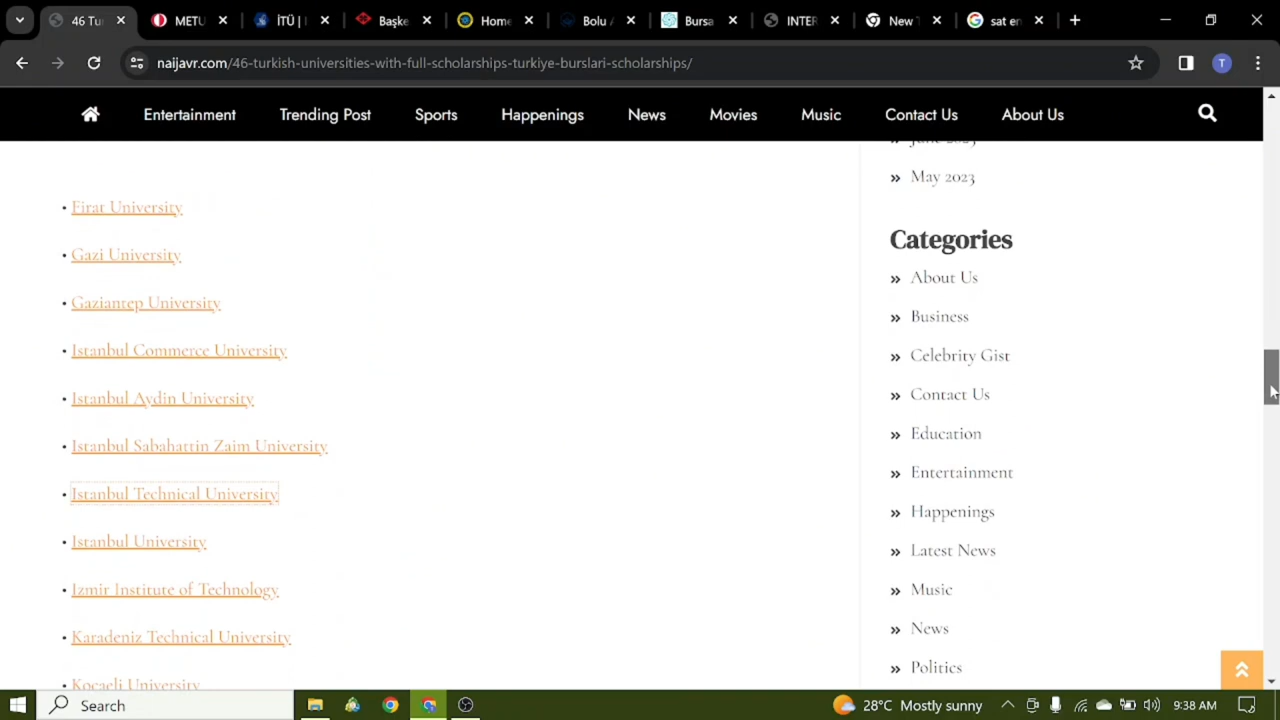 46 Tu
METU
İTÜ |
Başke
Home
Bolu
Bursa
INTER
New T
sat en
naijavr.com/46-turkish-universities-with-full-scholarships-turkiye-burslari-scholarships/
T
Entertainment
Trending Post
Sports
Happenings
News
Movies
Music
Contact Us
About Us
June 2023
» May 2023
• Firat University
• Gazi University
• Gaziantep University
• Istanbul Commerce University
• Istanbul Aydin University
• Istanbul Sabahattin Zaim University
• Istanbul Technical University
• Istanbul University
• Izmir Institute of Technology
• Karadeniz Technical University
• Kocaeli University
Categories
» About Us
» Business
» Celebrity Gist
» Contact Us
» Education
» Entertainment
» Happenings
» Latest News
» Music
» News
» Politics
Search
28°C Mostly sunny
9:38 AM